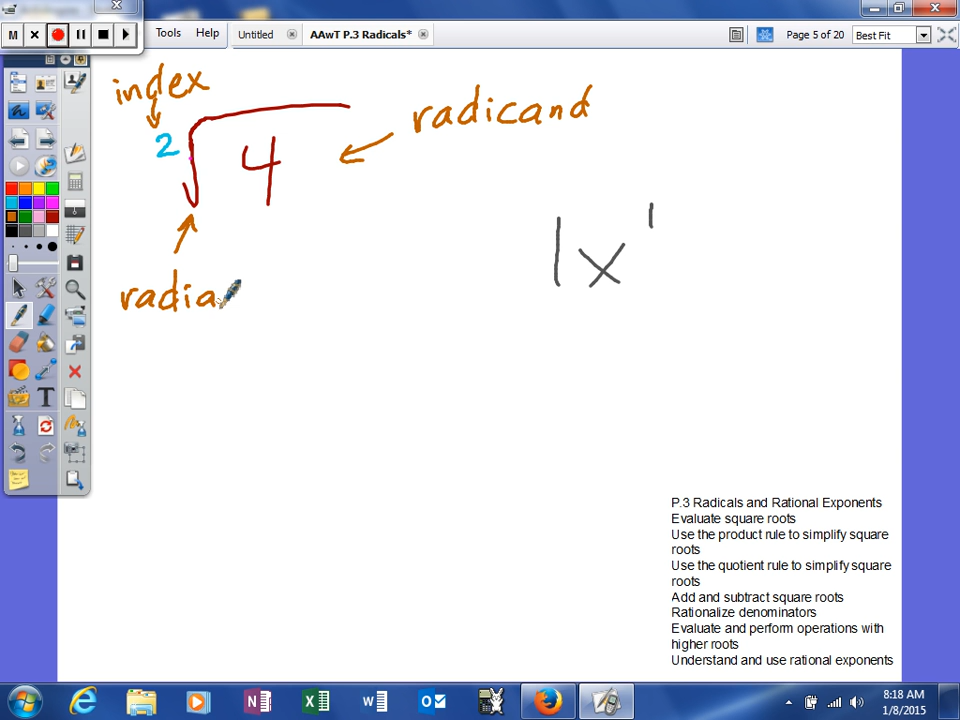 M
Tools Help Untitled AAwT P.3 Radicals* Page 5 of 20 Best Fit
index
2 √4
radicand
1x¹
radia
P.3 Radicals and Rational Exponents
Evaluate square roots
Use the product rule to simplify square
roots
Use the quotient rule to simplify square
roots
Add and subtract square roots
Rationalize denominators
Evaluate and perform operations with
higher roots
Understand and use rational exponents
8:18 AM
1/8/2015